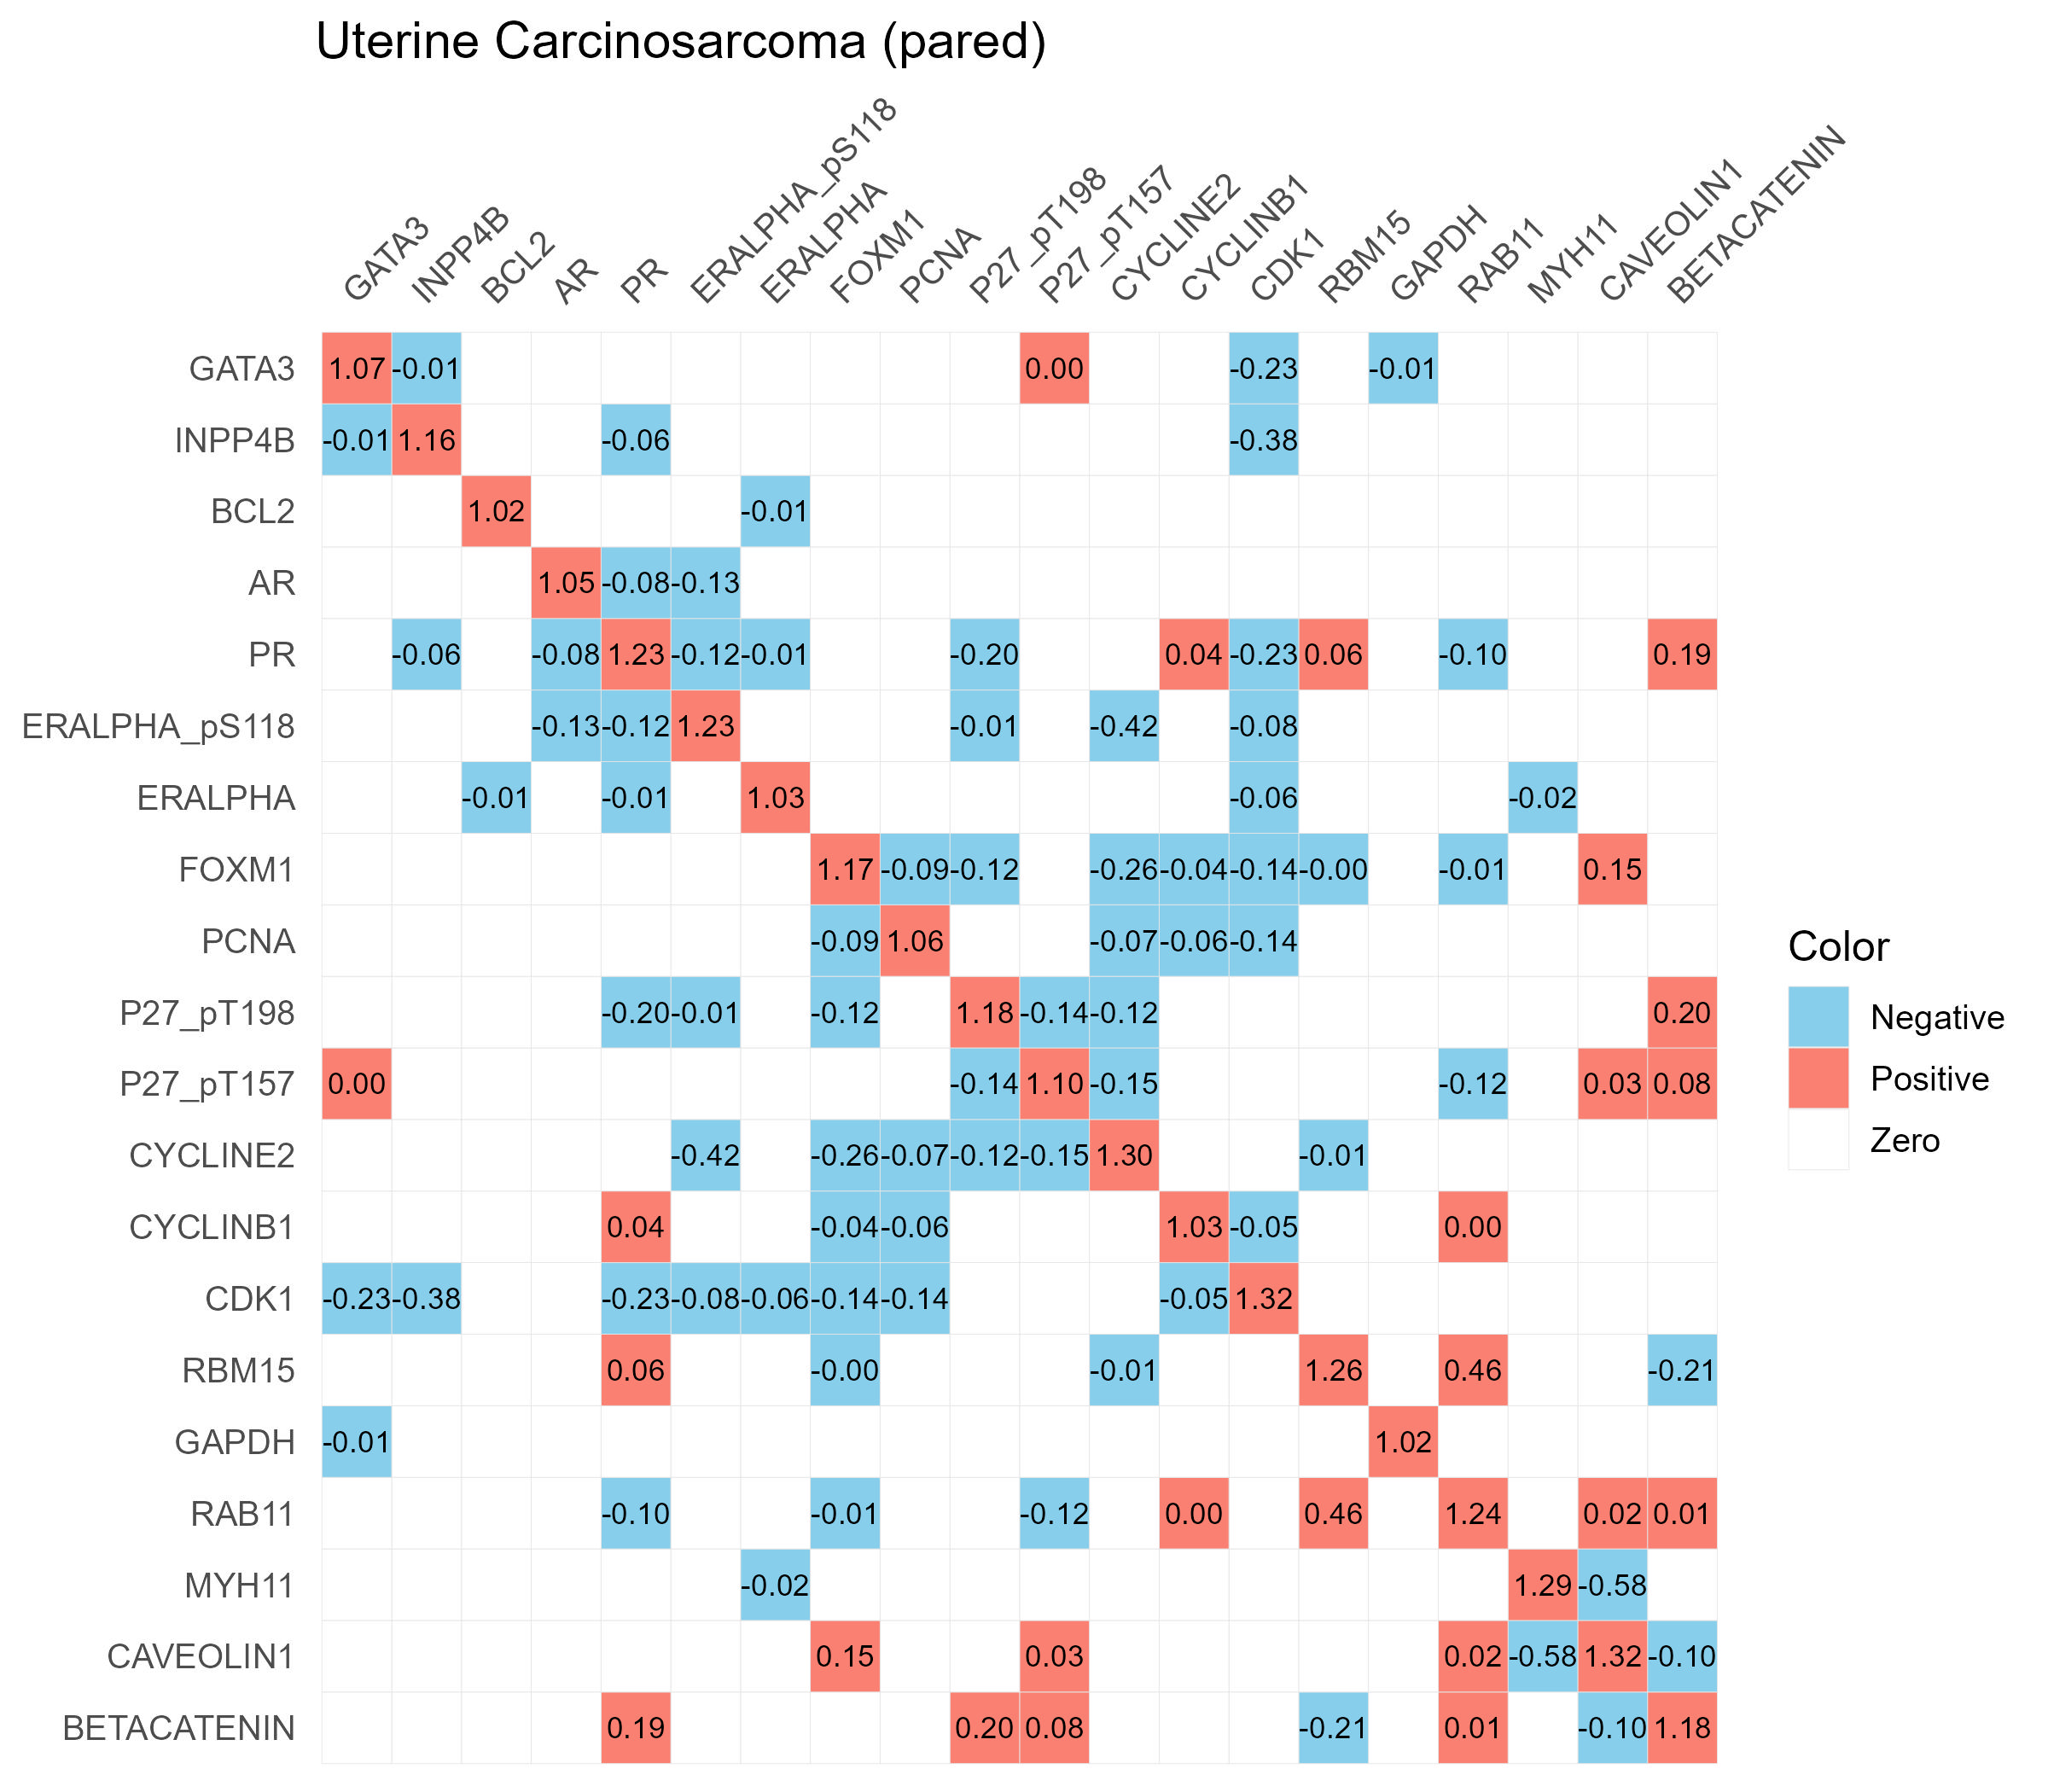 Uterine Carcinosarcoma (pared)
GATA3 INPP4B BCL2 AR PR ERALPHA_pS118 ERALPHA FOXM1 PCNA P27_pT198 P27_pT157 CYCLINE2 CYCLINB1 CDK1 RBM15 GAPDH RAB11 MYH11 CAVEOLIN1 BETACATENIN
GATA3 1.07 -0.01 0.00 -0.23 -0.01
INPP4B -0.01 1.16 -0.06 -0.38
BCL2 1.02 -0.01
AR 1.05 -0.08 -0.13
PR -0.06 -0.08 1.23 -0.12 -0.01 -0.20 0.04 -0.23 0.06 -0.10 0.19
ERALPHA_pS118 -0.13 -0.12 1.23 -0.01 -0.42 -0.08
ERALPHA -0.01 -0.01 1.03 -0.06 -0.02
FOXM1 1.17 -0.09 -0.12 -0.26 -0.04 -0.14 -0.00 -0.01 0.15
PCNA -0.09 1.06 -0.07 -0.06 -0.14
P27_pT198 -0.20 -0.01 -0.12 1.18 -0.14 -0.12 0.20
P27_pT157 0.00 -0.14 1.10 -0.15 -0.12 0.03 0.08
CYCLINE2 -0.42 -0.26 -0.07 -0.12 -0.15 1.30 -0.01
CYCLINB1 0.04 -0.04 -0.06 1.03 -0.05 0.00
CDK1 -0.23 -0.38 -0.23 -0.08 -0.06 -0.14 -0.14 -0.05 1.32
RBM15 0.06 -0.00 -0.01 1.26 0.46 -0.21
GAPDH -0.01 1.02
RAB11 -0.10 -0.01 -0.12 0.00 0.46 1.24 0.02 0.01
MYH11 -0.02 1.29 -0.58
CAVEOLIN1 0.15 0.03 0.02 -0.58 1.32 -0.10
BETACATENIN 0.19 0.20 0.08 -0.21 0.01 -0.10 1.18
Color
Negative
Positive
Zero